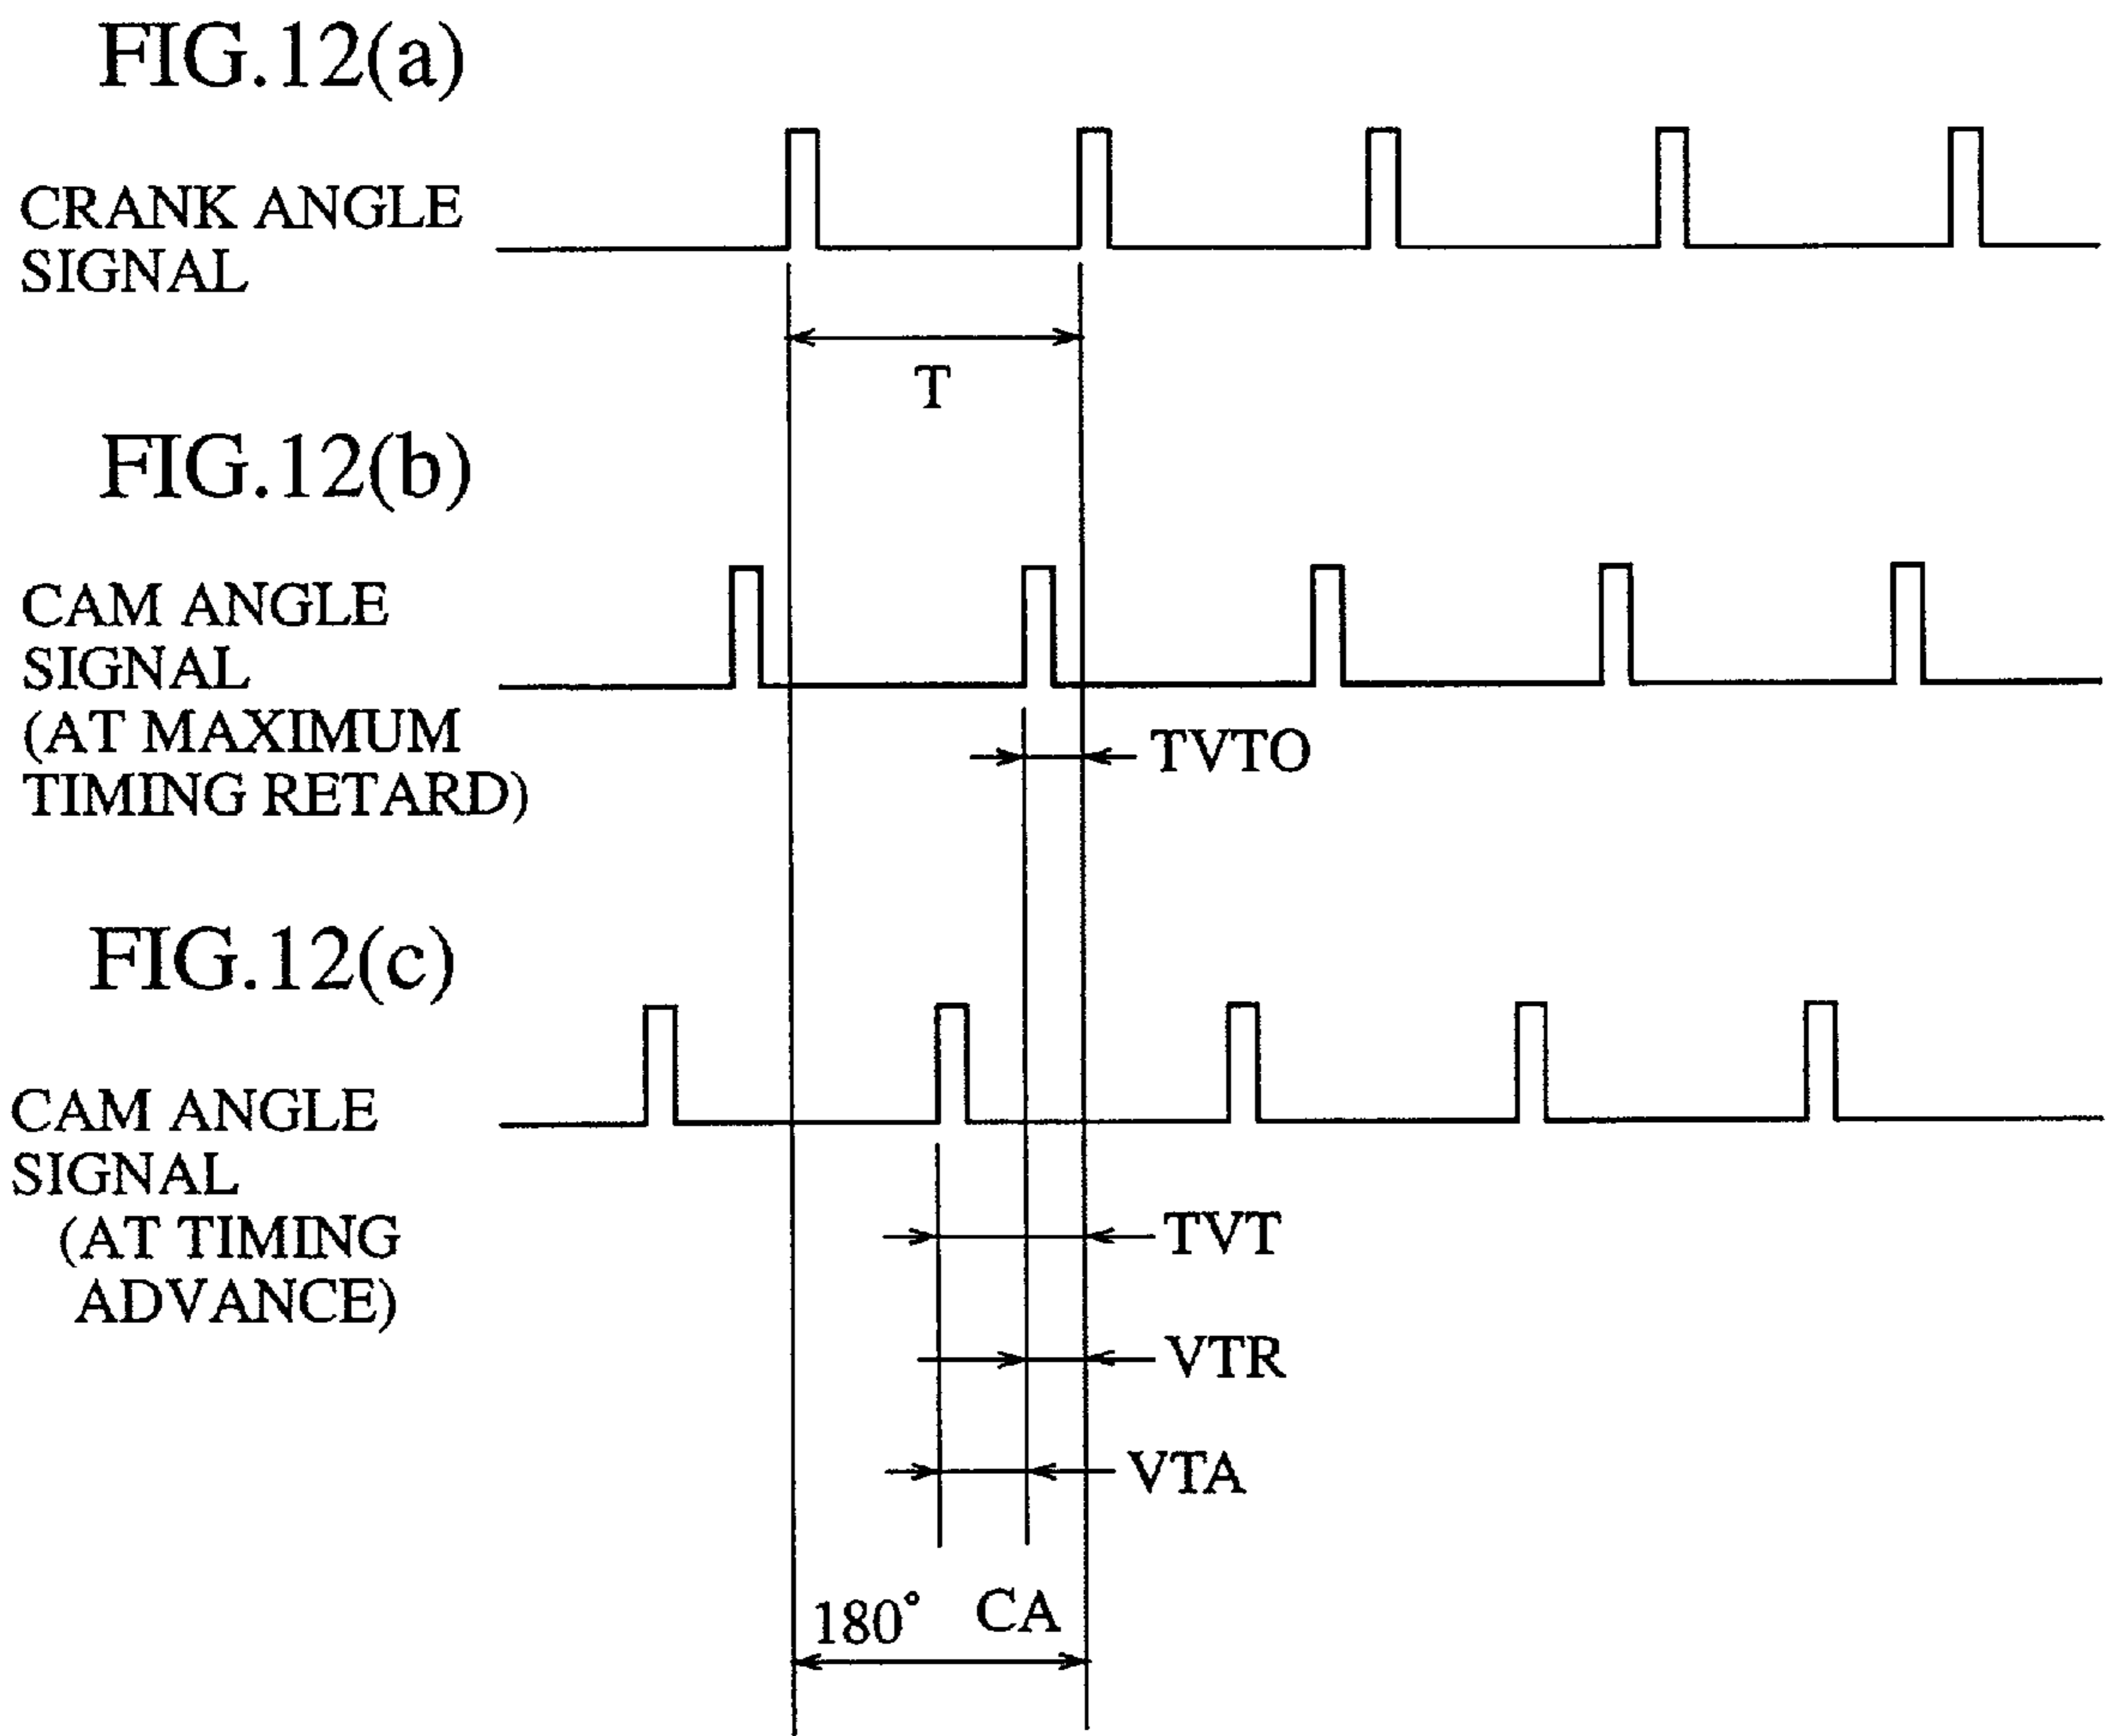 FIG.12(a)
CRANK ANGLE
SIGNAL
T
FIG.12(b)
CAM ANGLE
SIGNAL
(AT MAXIMUM
TIMING RETARD)
TVTO
FIG.12(c)
CAM ANGLE
SIGNAL
(AT TIMING
ADVANCE)
TVT
VTR
VTA
180° CA